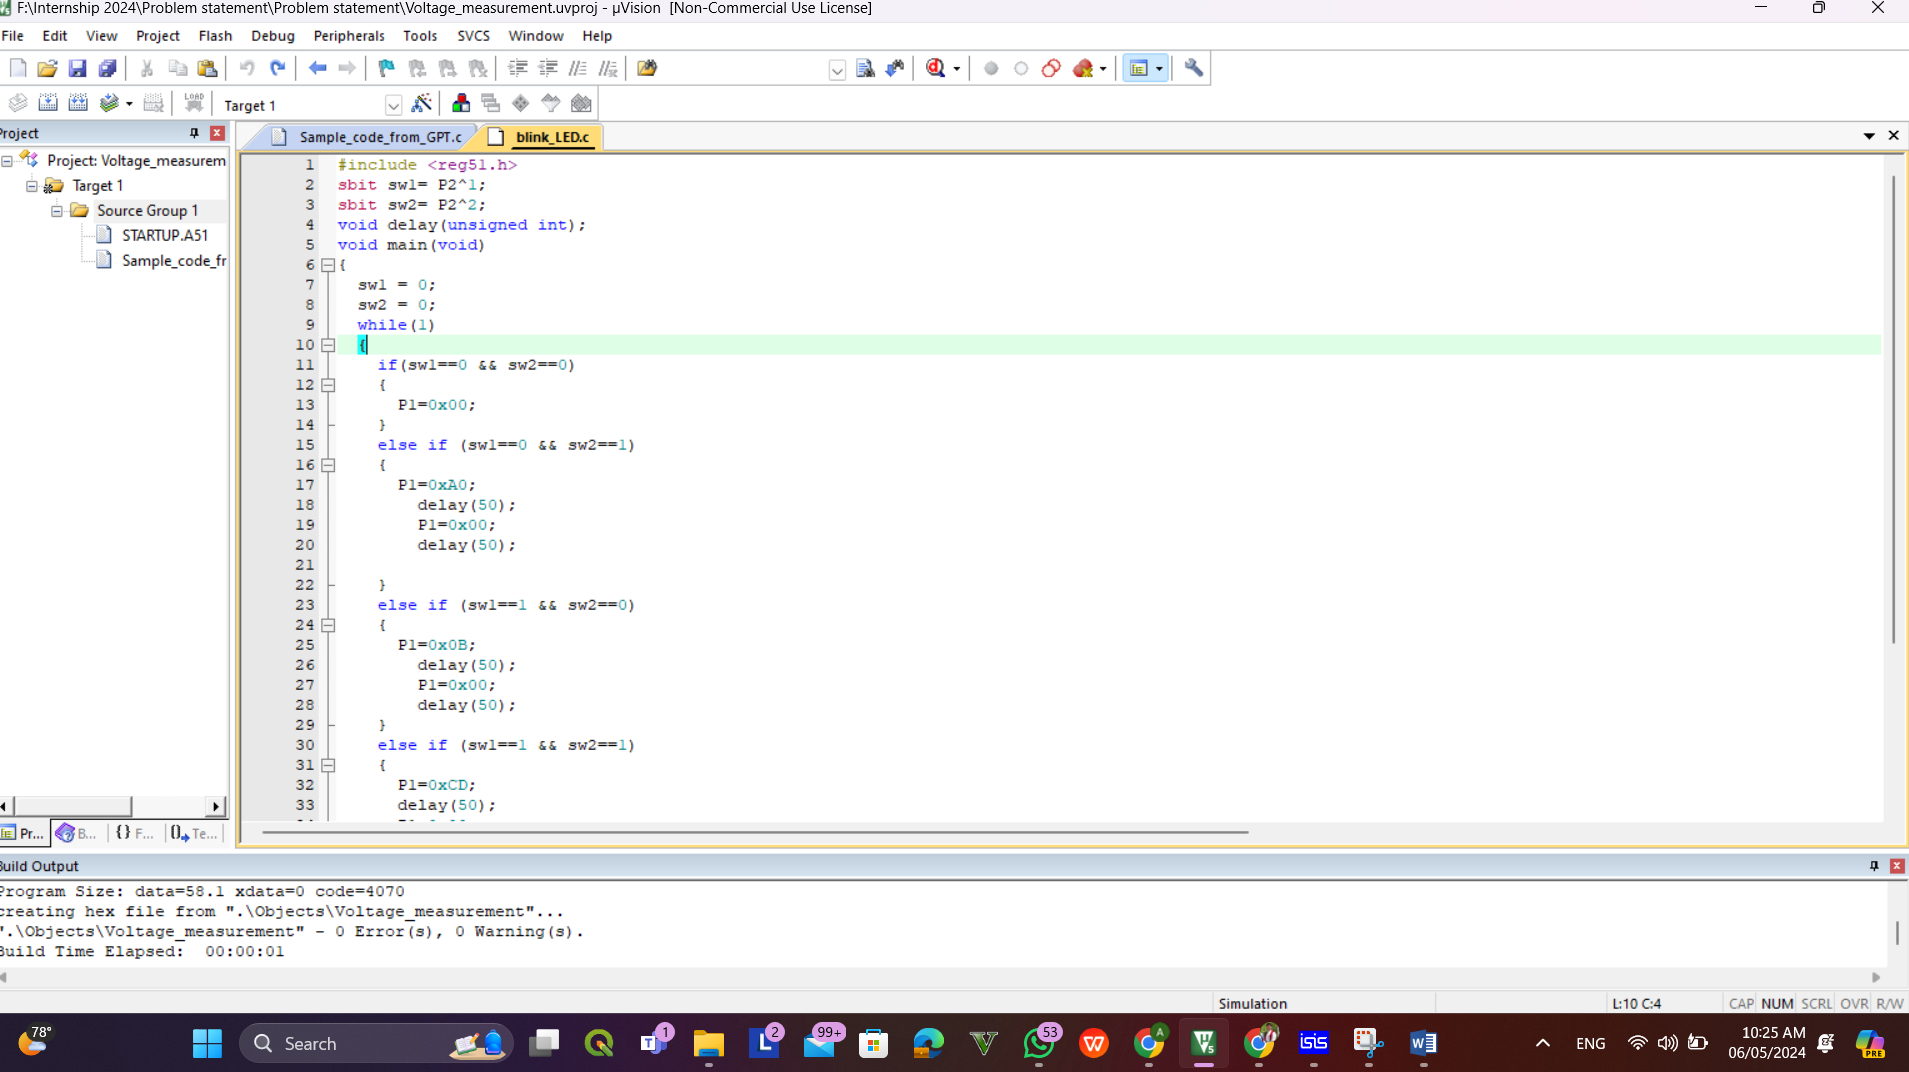 F:\Internship 2024\Problem statement\Problem statement\Voltage_measurement.uvproj - µVision [Non-Commercial Use License]
File Edit View Project Flash Debug Peripherals Tools SVCS Window Help
LOAD Target 1
Project
Sample_code_from_GPT.c blink_LED.c
Project: Voltage_measurem
Target 1
Source Group 1
STARTUP.A51
Sample_code_fr
1 #include <reg51.h>
2 sbit sw1= P2^1;
3 sbit sw2= P2^2;
4 void delay(unsigned int);
5 void main(void)
6 {
7 sw1 = 0;
8 sw2 = 0;
9 while(1)
10 {
11 if(sw1==0 && sw2==0)
12 {
13 P1=0x00;
14 }
15 else if (sw1==0 && sw2==1)
16 {
17 P1=0xA0;
18 delay(50);
19 P1=0x00;
20 delay(50);
21
22 }
23 else if (sw1==1 && sw2==0)
24 {
25 P1=0x0B;
26 delay(50);
27 P1=0x00;
28 delay(50);
29 }
30 else if (sw1==1 && sw2==1)
31 {
32 P1=0xCD;
33 delay(50);
Pr... B... {} F... 0 Te...
Build Output
Program Size: data=58.1 xdata=0 code=4070
creating hex file from ".\Objects\Voltage_measurement"...
".\Objects\Voltage_measurement" - 0 Error(s), 0 Warning(s).
Build Time Elapsed: 00:00:01
Simulation L:10 C:4 CAP NUM SCRL OVR R/W
78° Search 1 2 99+ 53 A isis ENG 10:25 AM
06/05/2024 PRE